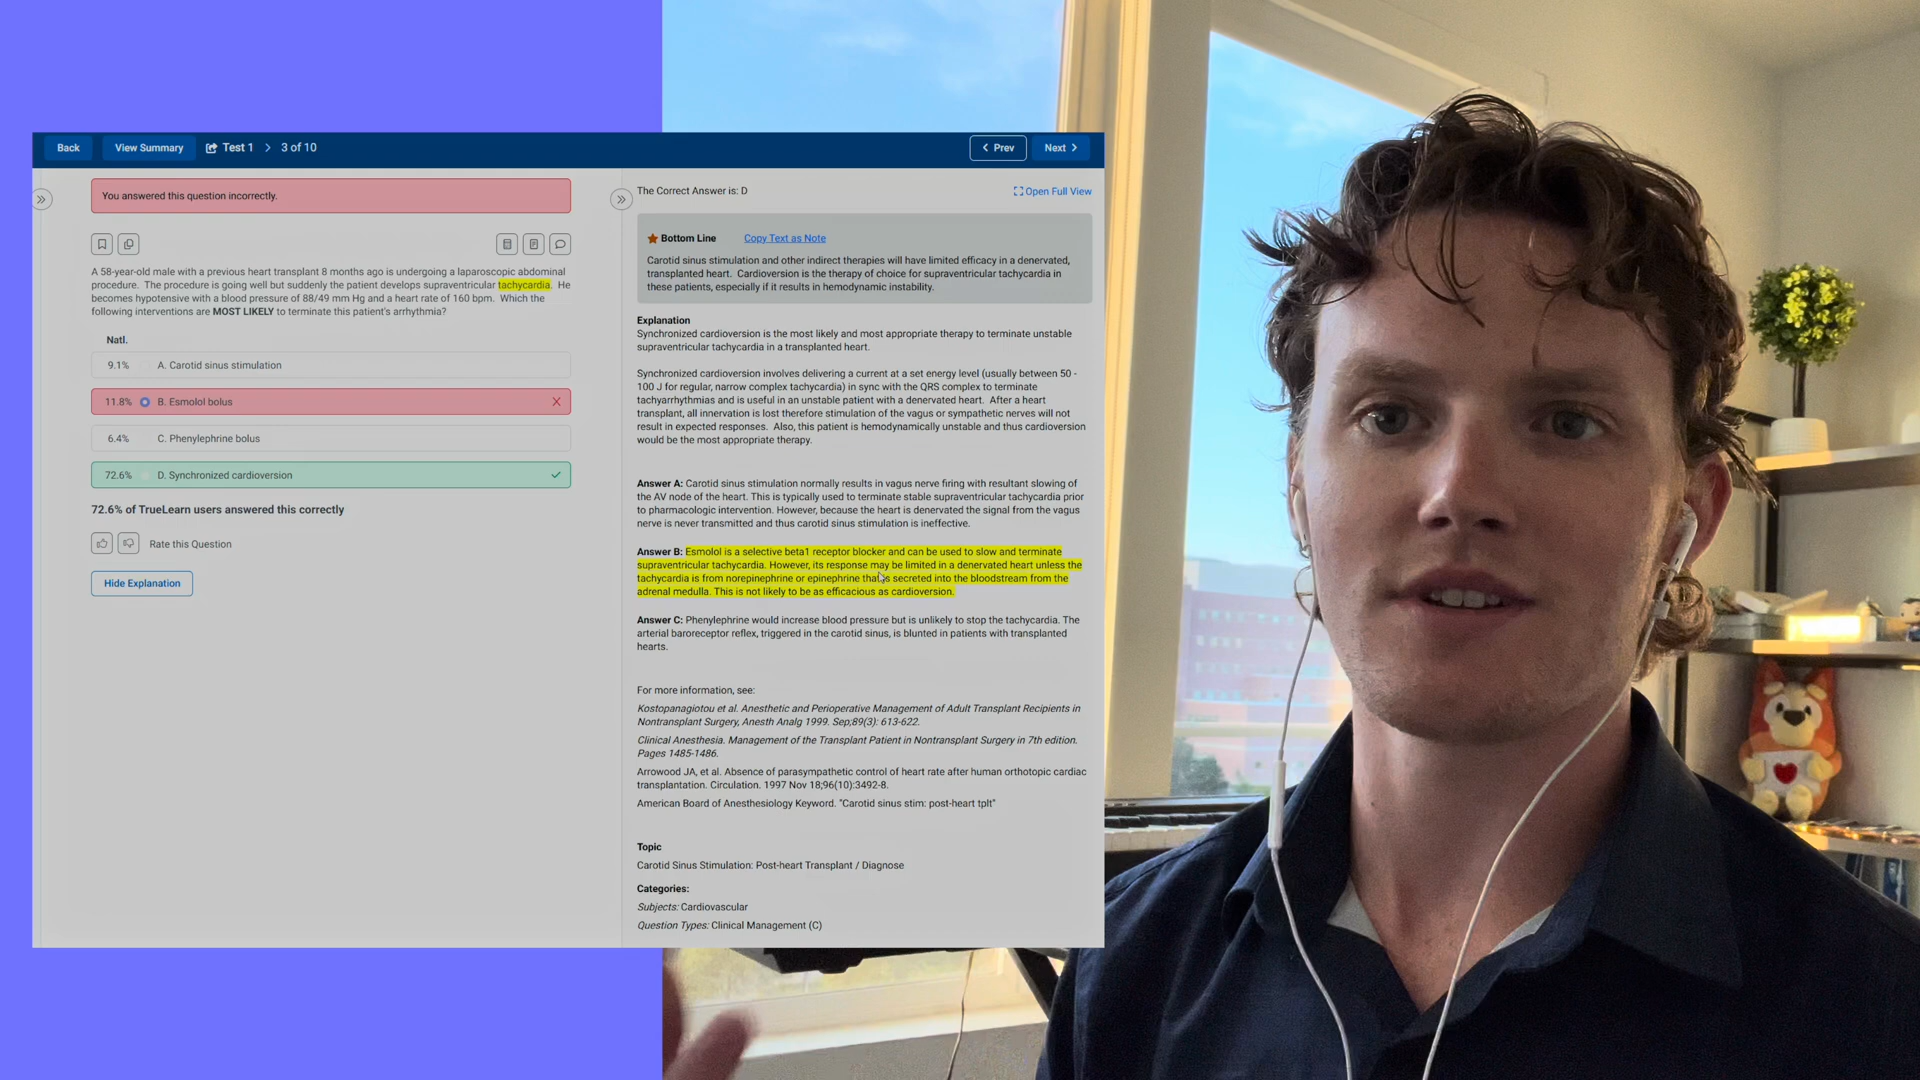 Back View Summary Test 1 > 3 of 10 Prev Next
You answered this question incorrectly.
A 58-year-old male with a previous heart transplant 8 months ago is undergoing a laparoscopic abdominal
procedure. The procedure is going well but suddenly the patient develops supraventricular tachycardia. He
becomes hypotensive with a blood pressure of 88/49 mm Hg and a heart rate of 160 bpm. Which the
following interventions are MOST LIKELY to terminate this patient's arrhythmia?
Natl.
9.1% A. Carotid sinus stimulation
11.8% B. Esmolol bolus
6.4% C. Phenylephrine bolus
72.6% D. Synchronized cardioversion
72.6% of TrueLearn users answered this correctly
Rate this Question
Hide Explanation
The Correct Answer is: D
Open Full View
Bottom Line Copy Text as Note
Carotid sinus stimulation and other indirect therapies will have limited efficacy in a denervated,
transplanted heart. Cardioversion is the therapy of choice for supraventricular tachycardia in
these patients, especially if it results in hemodynamic instability.
Explanation
Synchronized cardioversion is the most likely and most appropriate therapy to terminate unstable
supraventricular tachycardia in a transplanted heart.
Synchronized cardioversion involves delivering a current at a set energy level (usually between 50 -
100 J for regular, narrow complex tachycardia) in sync with the QRS complex to terminate
tachyarrhythmias and is useful in an unstable patient with a denervated heart. After a heart
transplant, all innervation is lost therefore stimulation of the vagus or sympathetic nerves will not
result in expected responses. Also, this patient is hemodynamically unstable and thus cardioversion
would be the most appropriate therapy.
Answer A: Carotid sinus stimulation normally results in vagus nerve firing with resultant slowing of
the AV node of the heart. This is typically used to terminate stable supraventricular tachycardia prior
to pharmacologic intervention. However, because the heart is denervated the signal from the vagus
nerve is never transmitted and thus carotid sinus stimulation is ineffective.
Answer B: Esmolol is a selective beta1 receptor blocker and can be used to slow and terminate
supraventricular tachycardia. However, its response may be limited in a denervated heart unless the
tachycardia is from norepinephrine or epinephrine that is secreted into the bloodstream from the
adrenal medulla. This is not likely to be as efficacious as cardioversion.
Answer C: Phenylephrine would increase blood pressure but is unlikely to stop the tachycardia. The
arterial baroreceptor reflex, triggered in the carotid sinus, is blunted in patients with transplanted
hearts.
For more information, see:
Kostopanagiotou et al. Anesthetic and Perioperative Management of Adult Transplant Recipients in
Nontransplant Surgery, Anesth Analg 1999. Sep;89(3): 613-622.
Clinical Anesthesia. Management of the Transplant Patient in Nontransplant Surgery in 7th edition.
Pages 1485-1486.
Arrowood JA, et al. Absence of parasympathetic control of heart rate after human orthotopic cardiac
transplantation. Circulation. 1997 Nov 18;96(10):3492-8.
American Board of Anesthesiology Keyword. "Carotid sinus stim: post-heart tplt"
Topic
Carotid Sinus Stimulation: Post-heart Transplant / Diagnose
Categories:
Subjects: Cardiovascular
Question Types: Clinical Management (C)